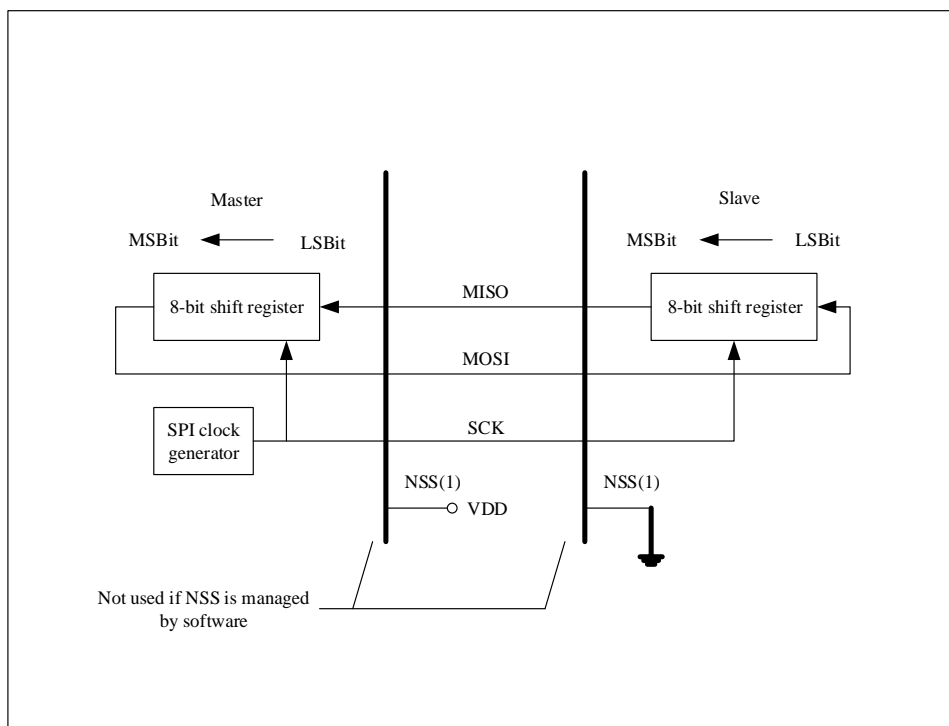 Master
Slave
MSBit
LSBit
MSBit
LSBit
8-bit shift register
MISO
8-bit shift register
MOSI
SPI clock
generator
SCK
NSS(1)
NSS(1)
VDD
Not used if NSS is managed
by software